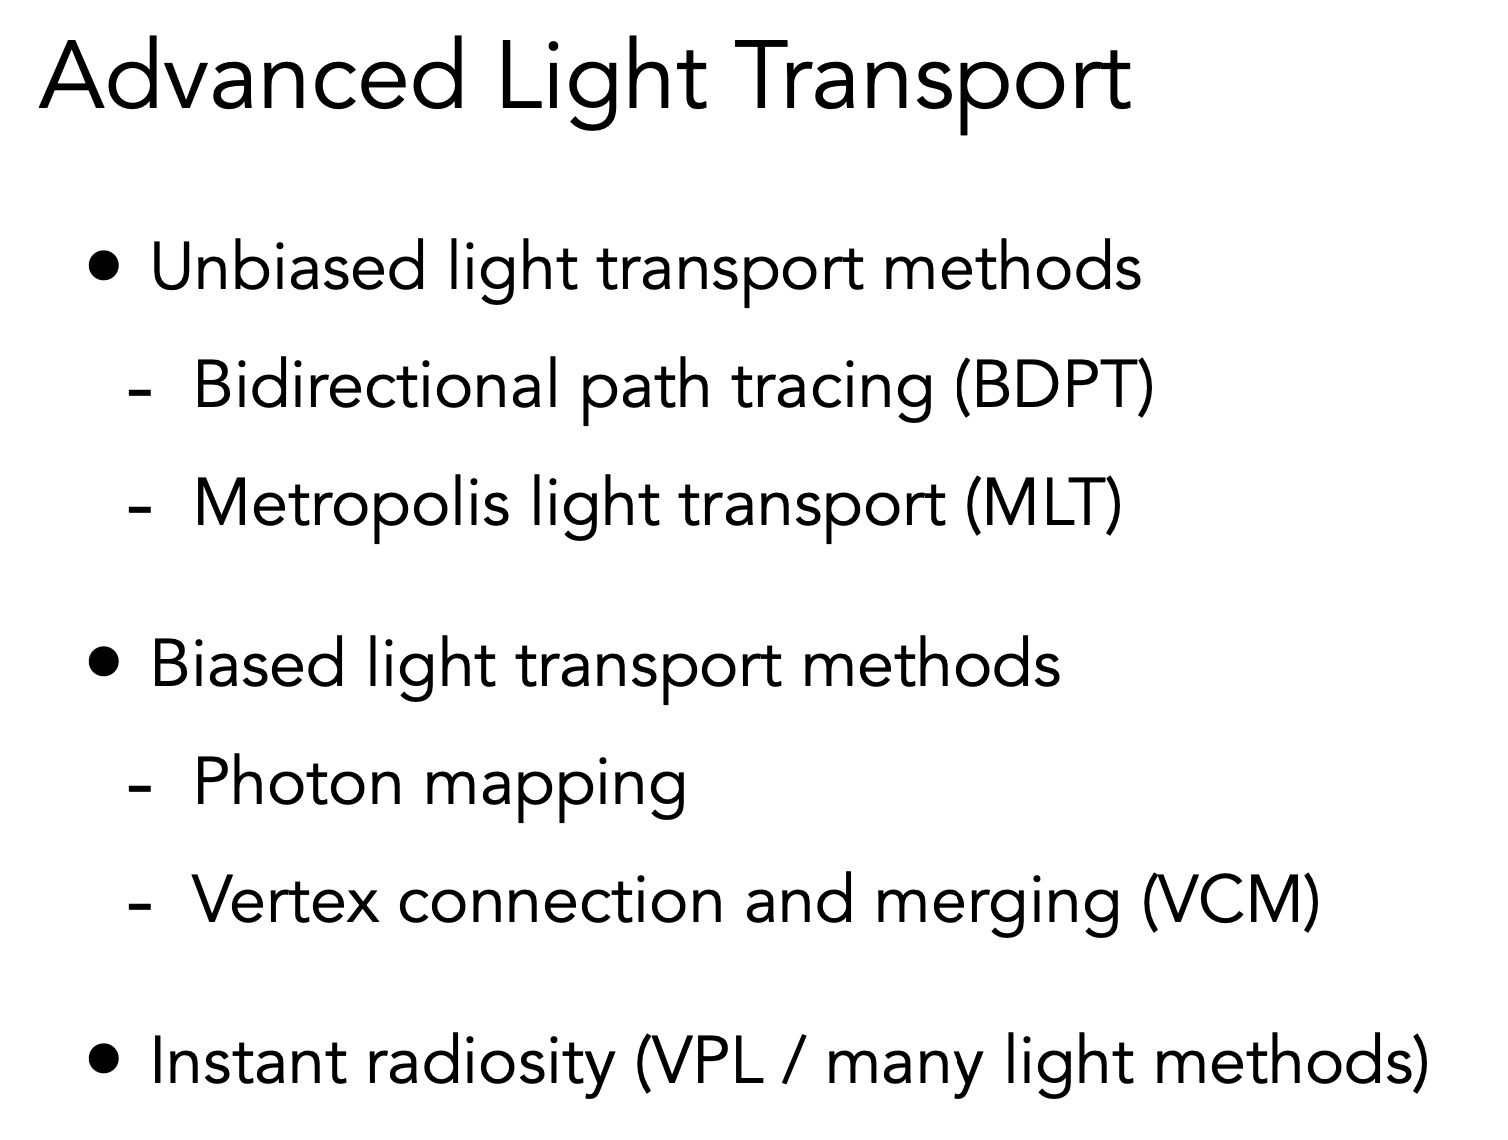 Advanced Light Transport
• Unbiased light transport methods
- Bidirectional path tracing (BDPT)
- Metropolis light transport (MLT)
• Biased light transport methods
- Photon mapping
- Vertex connection and merging (VCM)
• Instant radiosity (VPL / many light methods)